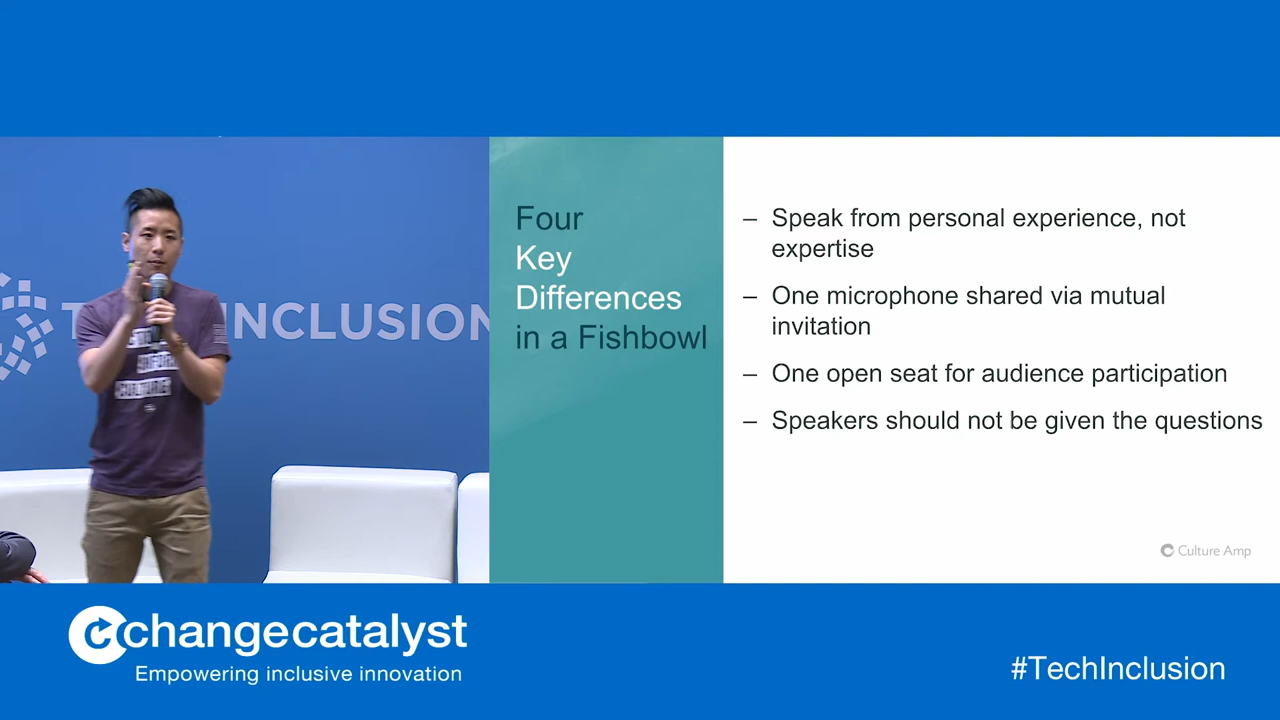 INCLUSION
Four
Key
Differences
in a Fishbowl
– Speak from personal experience, not
expertise
– One microphone shared via mutual
invitation
– One open seat for audience participation
– Speakers should not be given the questions
Culture Amp
changecatalyst
Empowering inclusive innovation
#TechInclusion